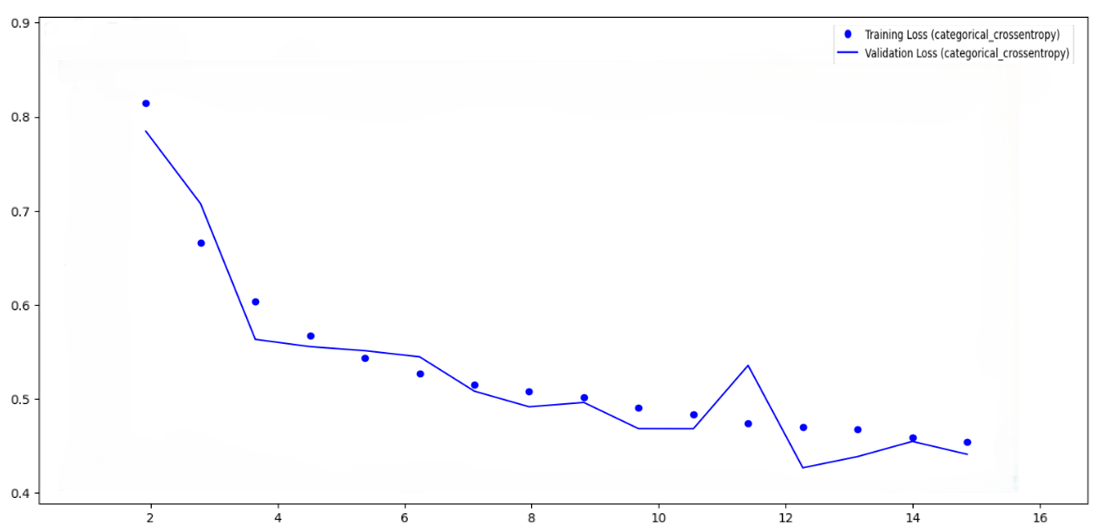 0.9
Training Loss (categorical_crossentropy)
Validation Loss (categorical_crossentropy)
0.8
0.7
0.6
0.5
0.4
2 4 6 8 10 12 14 16